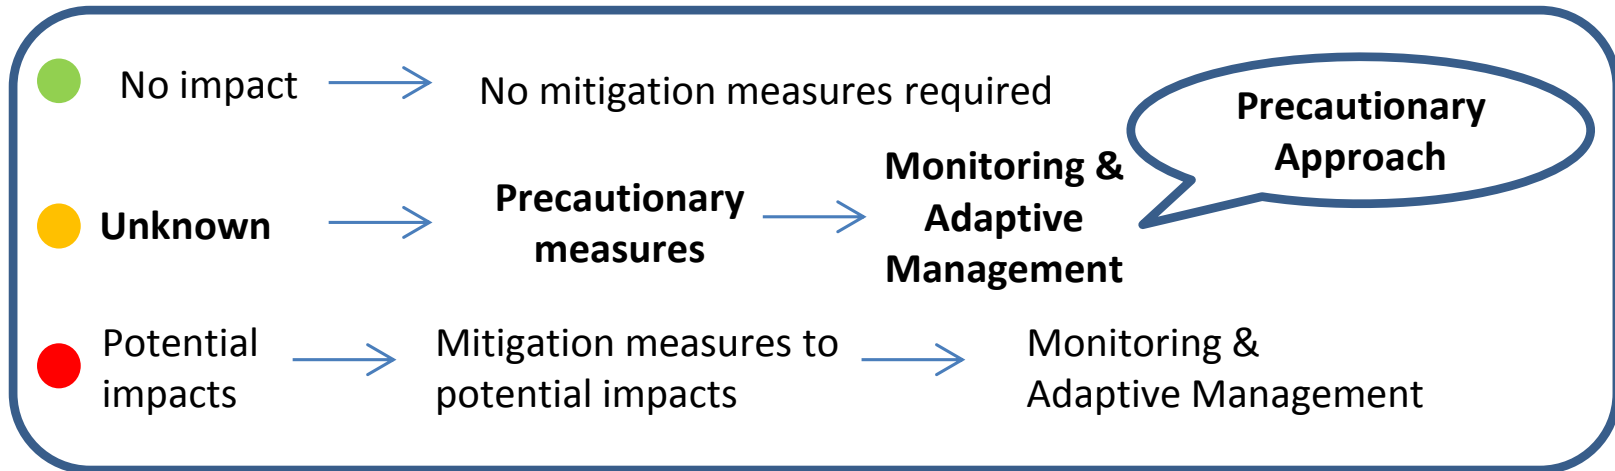 No impact
No mitigation measures required
Precautionary
Approach
Unknown
Precautionary
measures
Monitoring &
Adaptive
Management
Potential
impacts
Mitigation measures to
potential impacts
Monitoring &
Adaptive Management